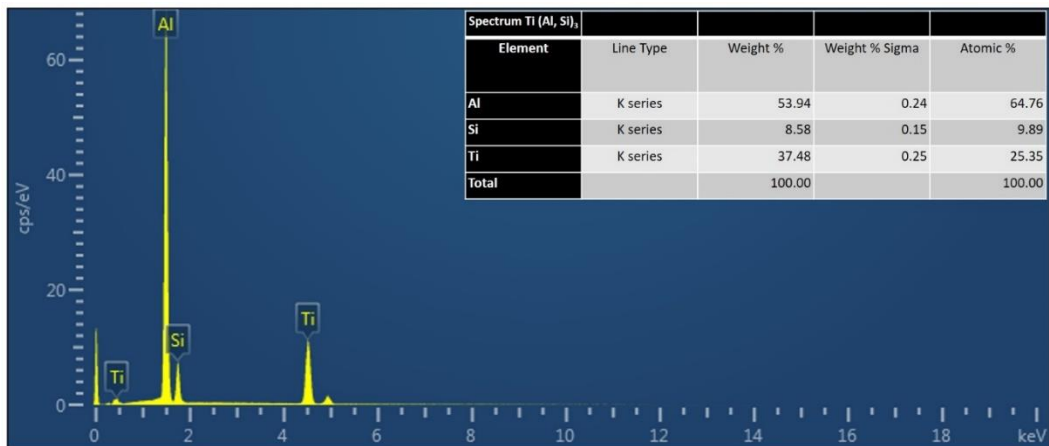 Spectrum Ti (Al, Si)₃
Element Line Type Weight % Weight % Sigma Atomic %
Al K series 53.94 0.24 64.76
Si K series 8.58 0.15 9.89
Ti K series 37.48 0.25 25.35
Total 100.00 100.00
Al
60
40
cps/eV
20
Ti
Si
Ti
0
0 2 4 6 8 10 12 14 16 18 keV